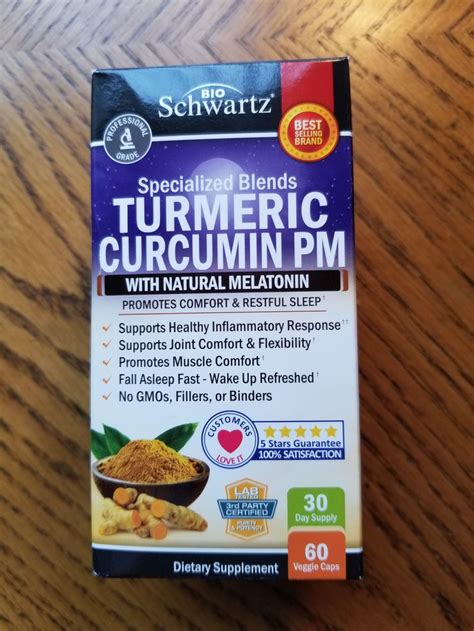 BIO
Schwartz
PROFESSIONAL
GRADE
BEST
SELLING
BRAND
Specialized Blends
TURMERIC
CURCUMIN PM
WITH NATURAL MELATONIN
PROMOTES COMFORT & RESTFUL SLEEP†
✓ Supports Healthy Inflammatory Response††
✓ Supports Joint Comfort & Flexibility†
✓ Promotes Muscle Comfort†
✓ Fall Asleep Fast - Wake Up Refreshed†
✓ No GMOs, Fillers, or Binders
CUSTOMERS
LOVE IT
5 Stars Guarantee
100% SATISFACTION
LAB
TESTED
3rd PARTY
CERTIFIED
PURITY
& POTENCY
30
Day Supply
60
Veggie Caps
Dietary Supplement